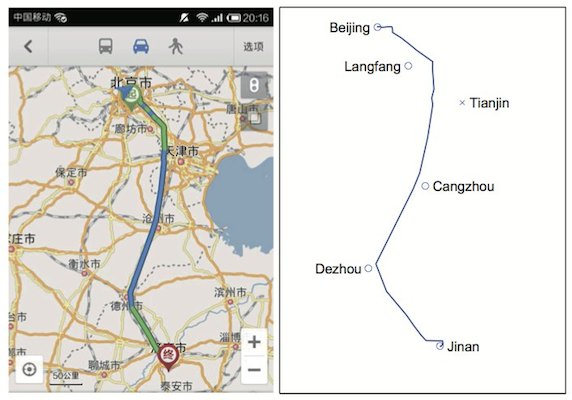 中国移动
20:16
选项
北京市
唐山市
廊坊市
天津市
保定市
沧州市
衡水市
德州市
滨州市
淄博
聊城市
泰安市
终
50公里
Beijing
Langfang
Tianjin
Cangzhou
Dezhou
Jinan